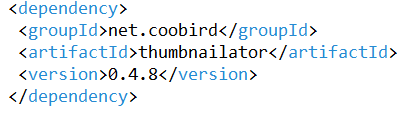 <dependency>
<groupId>net.coobird</groupId>
<artifactId>thumbnailator</artifactId>
<version>0.4.8</version>
</dependency>